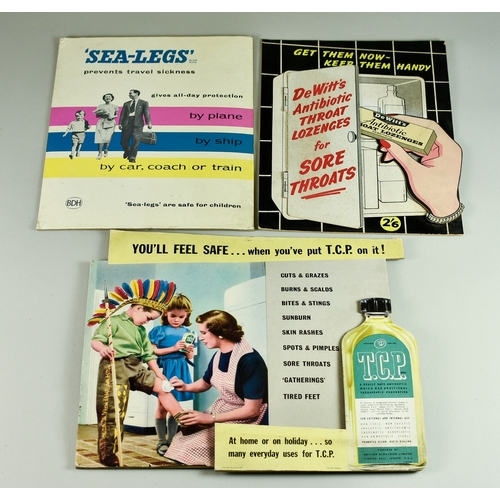 'SEA-LEGS'
prevents travel sickness
gives all-day protection
by plane
by ship
by car, coach or train
BDH
'Sea-legs' are safe for children
GET THEM NOW-
KEEP THEM HANDY
DeWitt's
Antibiotic
THROAT
LOZENGES
for
SORE
THROATS
DeWitt's
Antibiotic
THROAT LOZENGES
2/6
YOU'LL FEEL SAFE...when you've put T.C.P. on it!
CUTS & GRAZES
BURNS & SCALDS
BITES & STINGS
SUNBURN
SKIN RASHES
SPOTS & PIMPLES
SORE THROATS
'GATHERINGS'
TIRED FEET
T.C.P.
At home or on holiday...so
many everyday uses for T.C.P.